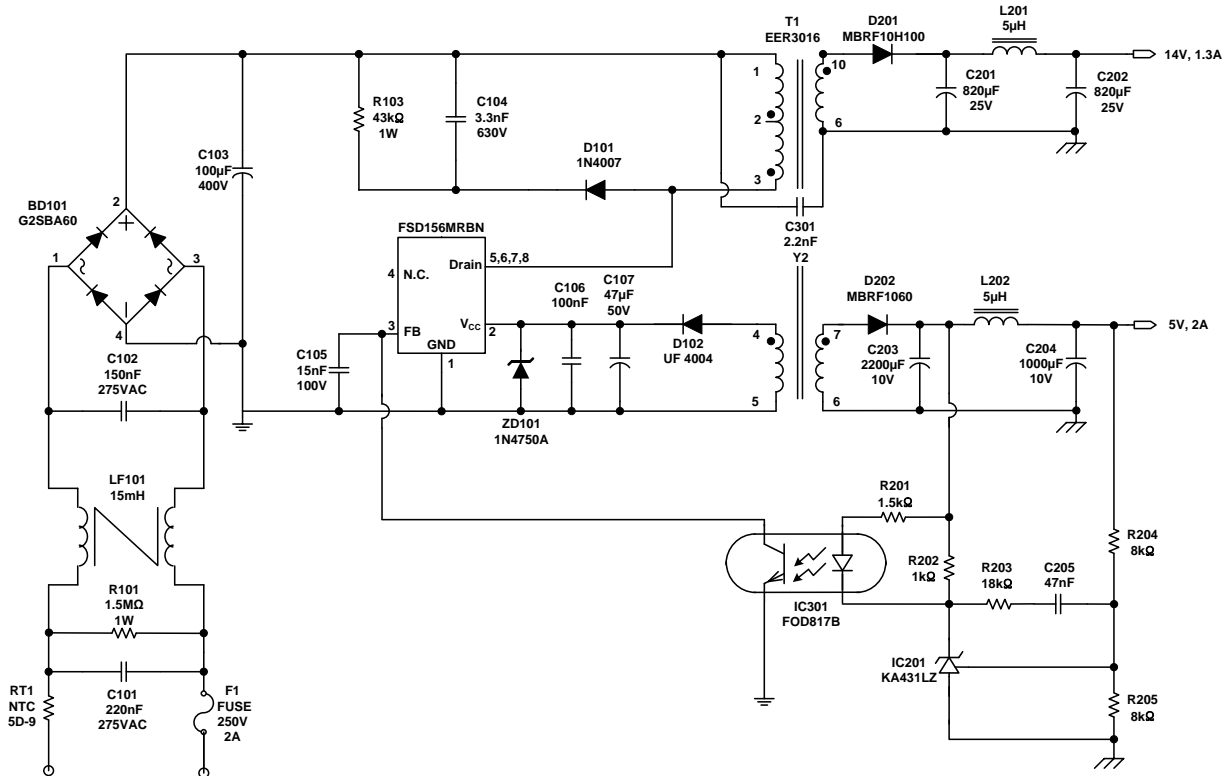 T1
EER3016
D201
MBRF10H100
L201
5µH
14V, 1.3A
1
2
3
10
6
C201
820µF
25V
C202
820µF
25V
R103
43kΩ
1W
C104
3.3nF
630V
D101
1N4007
C103
100µF
400V
BD101
G2SBA60
2
1
3
4
C301
2.2nF
Y2
FSD156MRBN
4
N.C.
Drain
5,6,7,8
3
FB
VCC
2
GND
1
C106
100nF
C107
47µF
50V
D102
UF 4004
4
5
7
6
D202
MBRF1060
L202
5µH
5V, 2A
C203
2200µF
10V
C204
1000µF
10V
C105
15nF
100V
ZD101
1N4750A
C102
150nF
275VAC
LF101
15mH
R101
1.5MΩ
1W
C101
220nF
275VAC
RT1
NTC
5D-9
F1
FUSE
250V
2A
R201
1.5kΩ
R202
1kΩ
R203
18kΩ
C205
47nF
R204
8kΩ
IC301
FOD817B
IC201
KA431LZ
R205
8kΩ